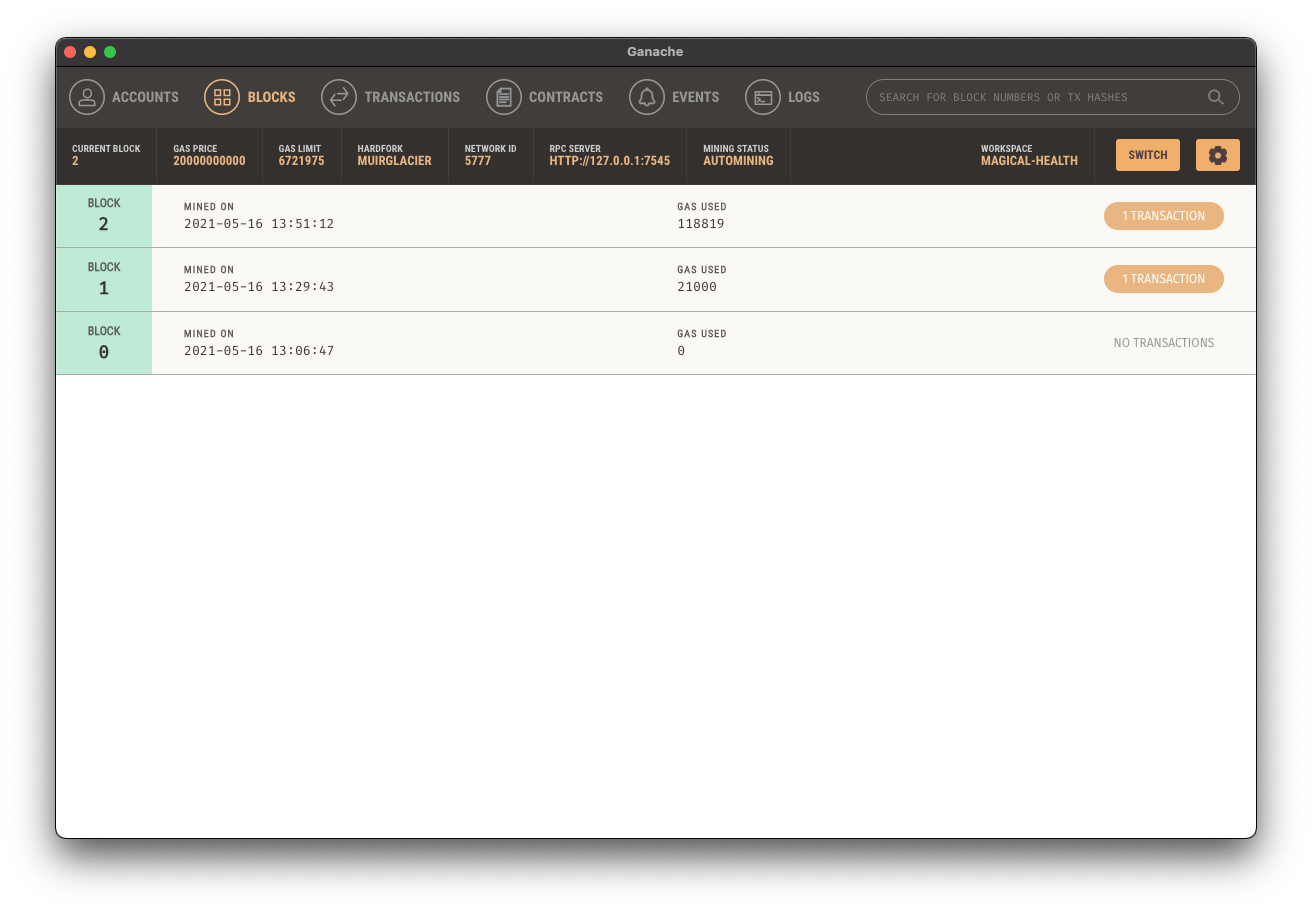 Ganache
ACCOUNTS BLOCKS TRANSACTIONS CONTRACTS EVENTS LOGS SEARCH FOR BLOCK NUMBERS OR TX HASHES
CURRENT BLOCK GAS PRICE GAS LIMIT HARDFORK NETWORK ID RPC SERVER MINING STATUS WORKSPACE
2 20000000000 6721975 MUIRGLACIER 5777 HTTP://127.0.0.1:7545 AUTOMINING MAGICAL-HEALTH SWITCH
BLOCK MINED ON GAS USED
2 2021-05-16 13:51:12 118819 1 TRANSACTION
BLOCK MINED ON GAS USED
1 2021-05-16 13:29:43 21000 1 TRANSACTION
BLOCK MINED ON GAS USED
0 2021-05-16 13:06:47 0 NO TRANSACTIONS